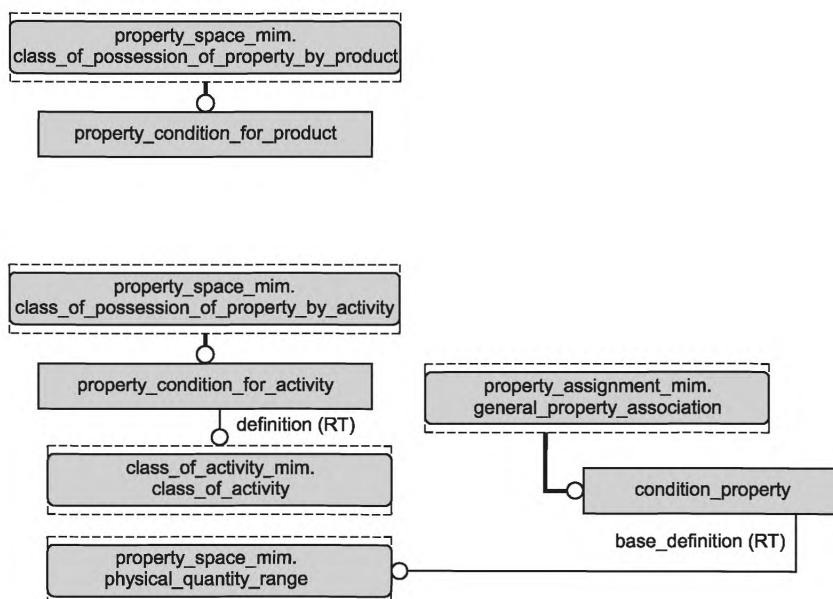 property_space_mim.
class_of_possession_of_property_by_product
property_condition_for_product
property_space_mim.
class_of_possession_of_property_by_activity
property_condition_for_activity
definition (RT)
class_of_activity_mim.
class_of_activity
property_space_mim.
physical_quantity_range
property_assignment_mim.
general_property_association
condition_property
base_definition (RT)